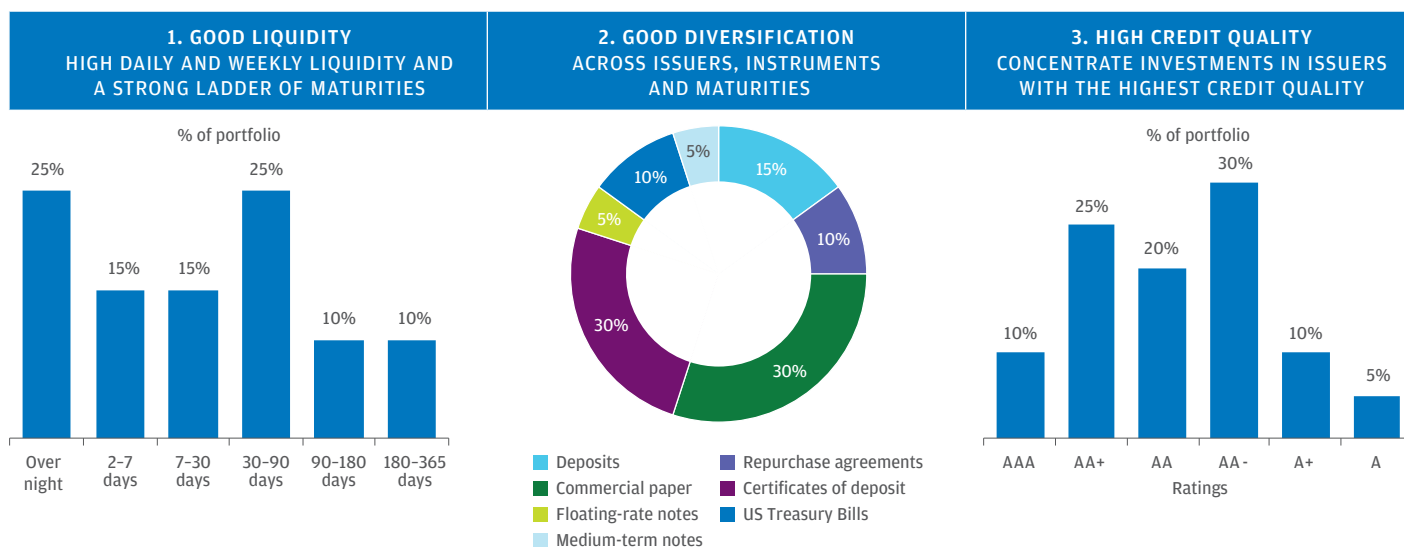 1. GOOD LIQUIDITY
HIGH DAILY AND WEEKLY LIQUIDITY AND
A STRONG LADDER OF MATURITIES
2. GOOD DIVERSIFICATION
ACROSS ISSUERS, INSTRUMENTS
AND MATURITIES
3. HIGH CREDIT QUALITY
CONCENTRATE INVESTMENTS IN ISSUERS
WITH THE HIGHEST CREDIT QUALITY
% of portfolio
25%
15%
15%
25%
10%
10%
Over
night
2–7
days
7–30
days
30–90
days
90–180
days
180–365
days
5%
15%
10%
10%
5%
30%
30%
Deposits
Repurchase agreements
Commercial paper
Certificates of deposit
Floating-rate notes
US Treasury Bills
Medium-term notes
% of portfolio
10%
25%
20%
30%
10%
5%
AAA
AA+
AA
AA -
A+
A
Ratings